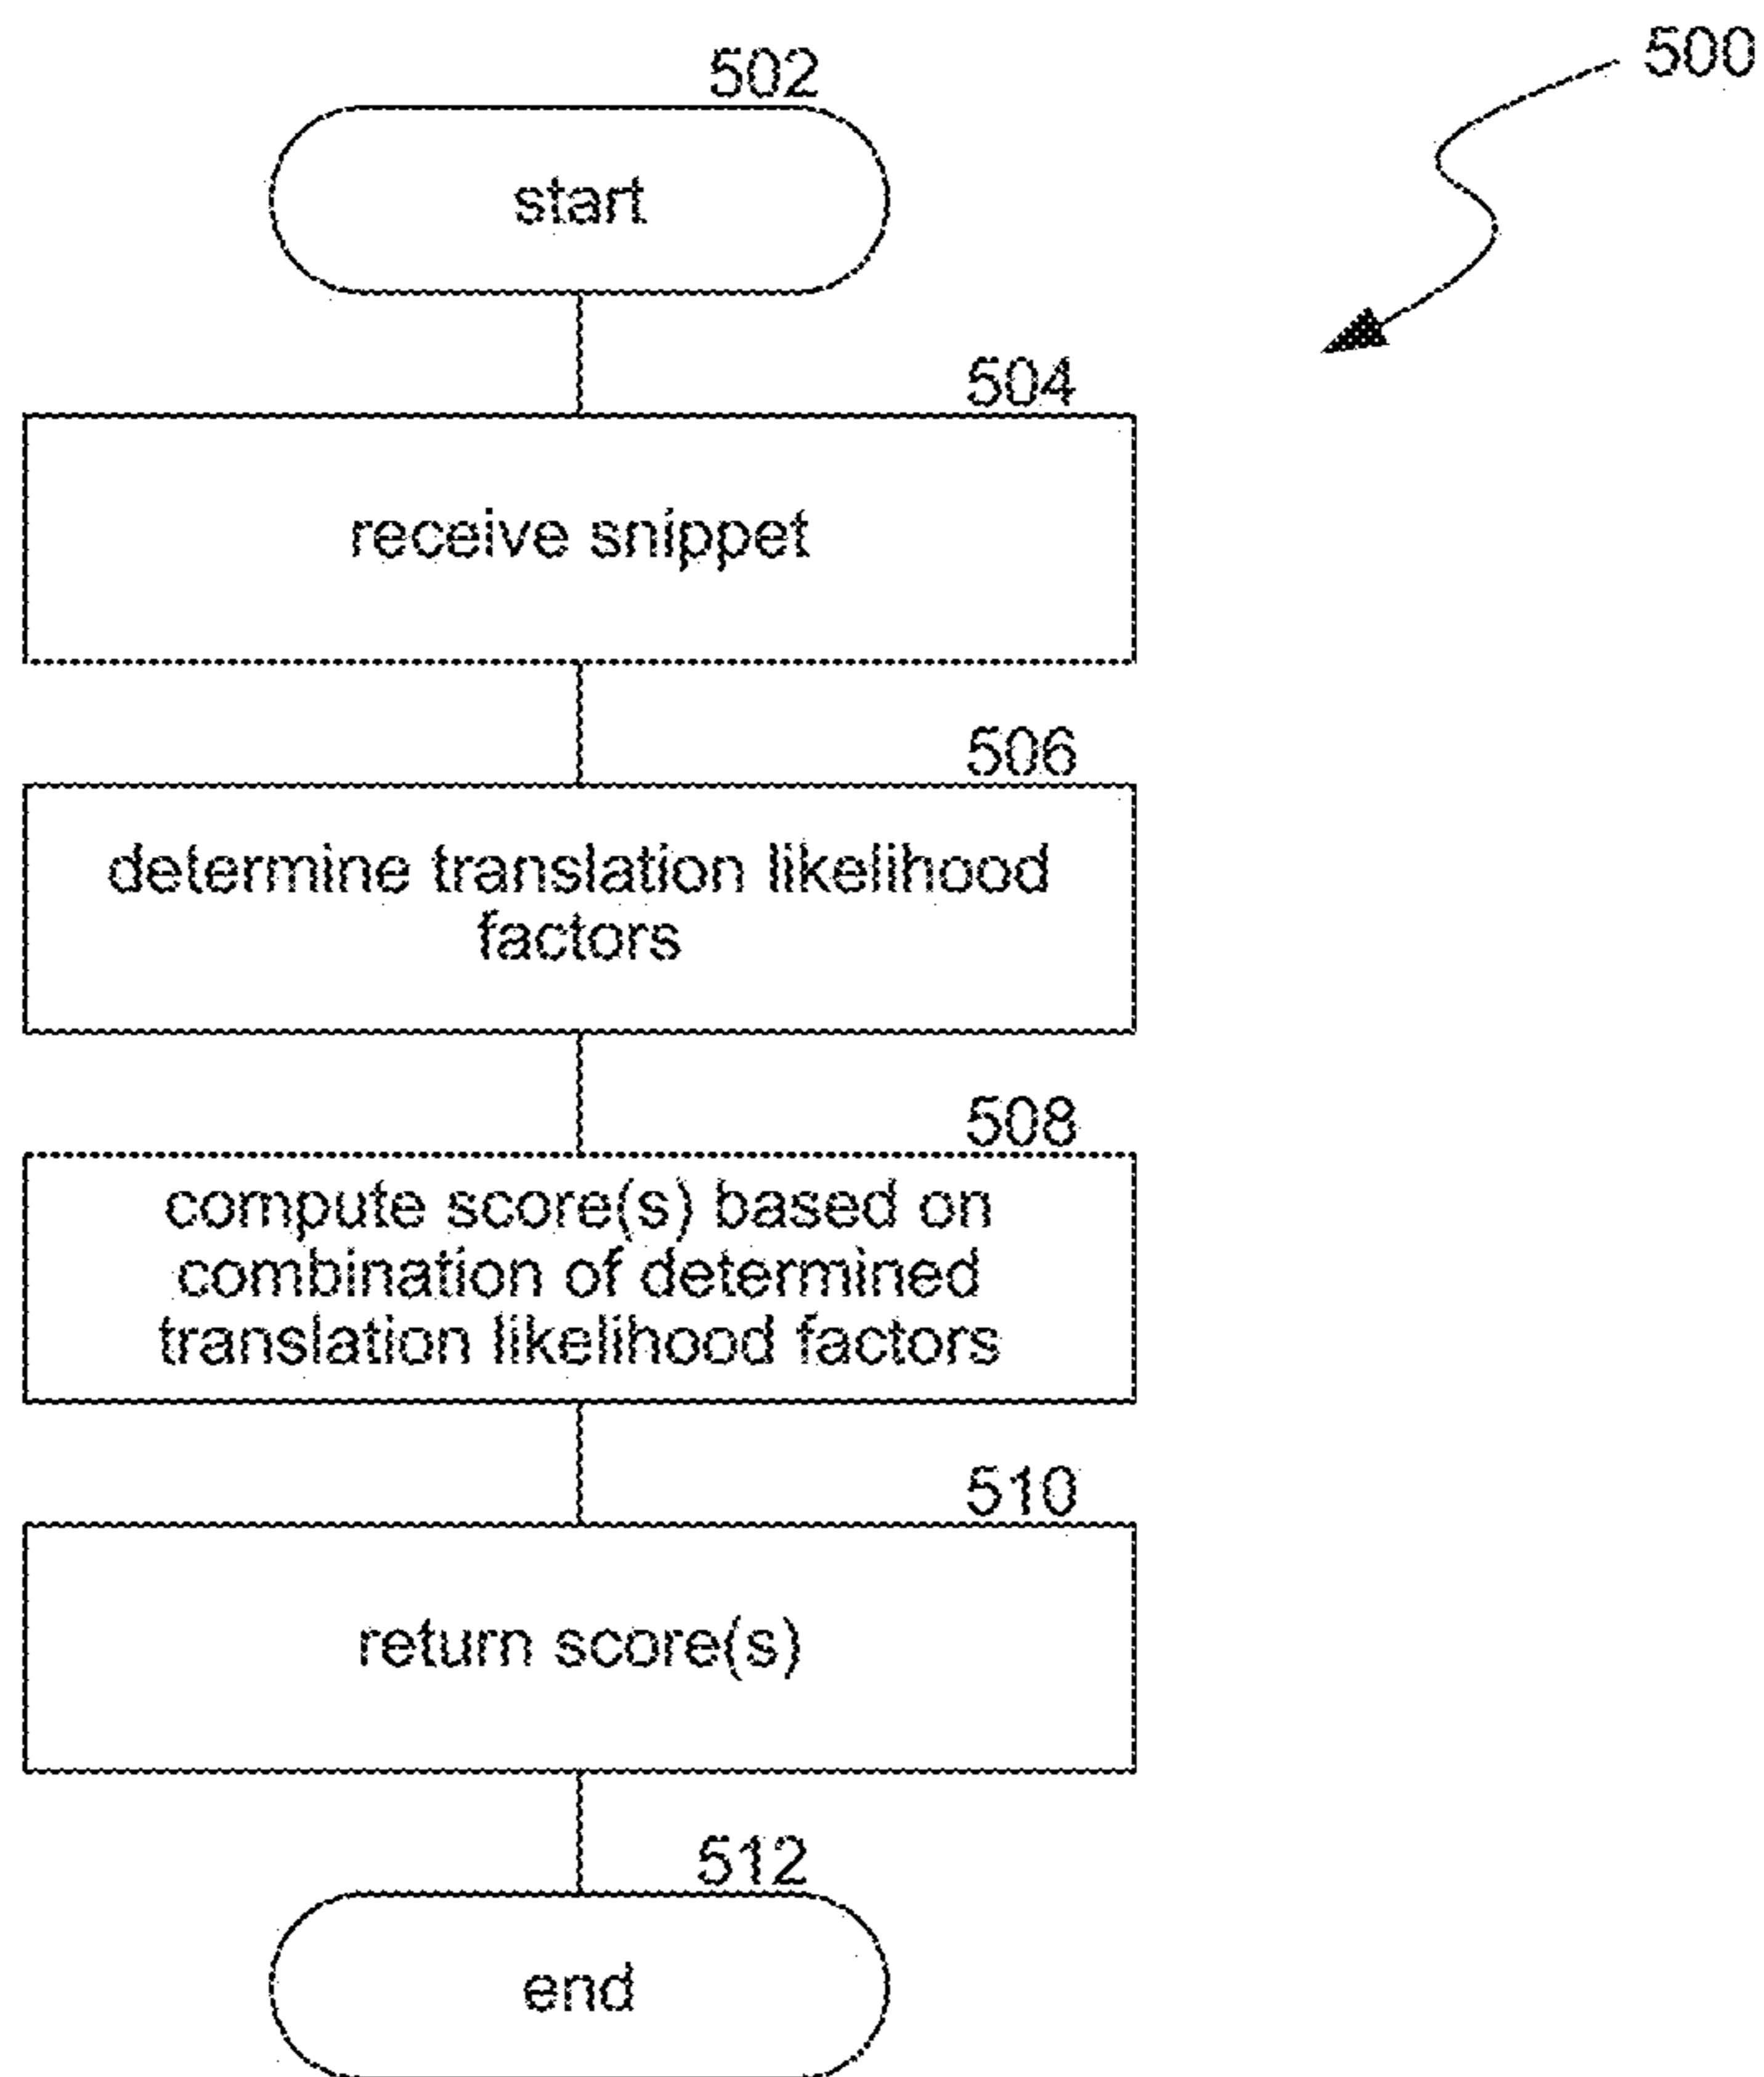 502
500
start
504
receive snippet
506
determine translation likelihood
factors
508
compute score(s) based on
combination of determined
translation likelihood factors
510
return score(s)
512
end